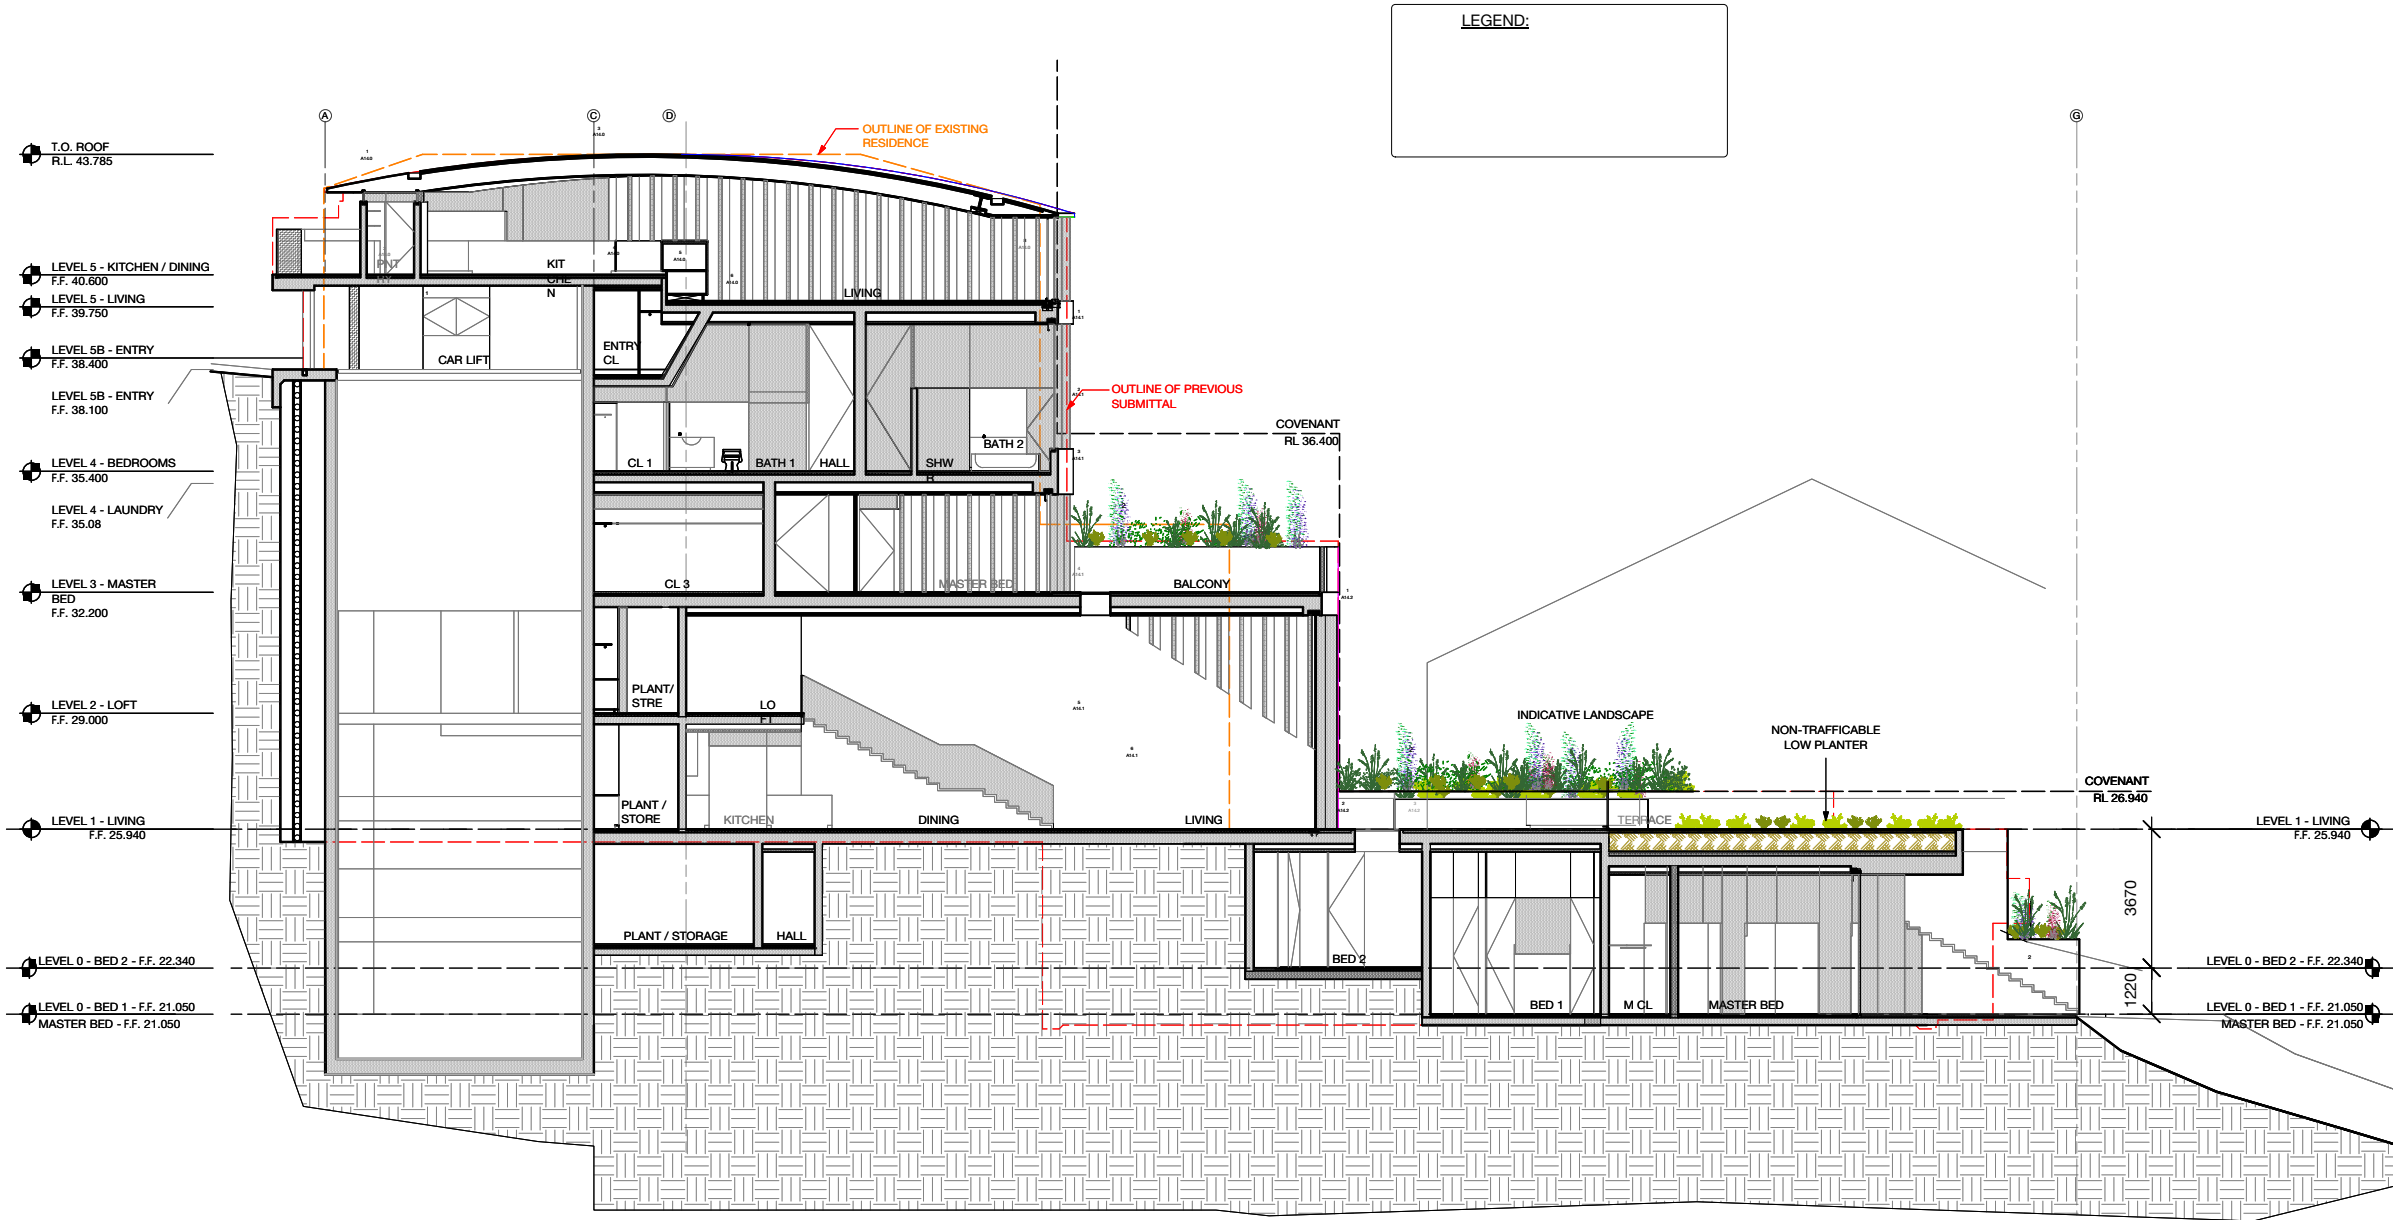 LEGEND:
A
C
D
G
OUTLINE OF EXISTING
RESIDENCE
T.O. ROOF
R.L. 43.785
LEVEL 5 - KITCHEN / DINING
F.F. 40.600
LEVEL 5 - LIVING
F.F. 39.750
LEVEL 5B - ENTRY
F.F. 38.400
LEVEL 5B - ENTRY
F.F. 38.100
LEVEL 4 - BEDROOMS
F.F. 35.400
LEVEL 4 - LAUNDRY
F.F. 35.08
LEVEL 3 - MASTER
BED
F.F. 32.200
LEVEL 2 - LOFT
F.F. 29.000
LEVEL 1 - LIVING
F.F. 25.940
LEVEL 0 - BED 2 - F.F. 22.340
LEVEL 0 - BED 1 - F.F. 21.050
MASTER BED - F.F. 21.050
KIT
CHE
N
LIVING
CAR LIFT
ENTRY
CL
OUTLINE OF PREVIOUS
SUBMITTAL
COVENANT
RL 36.400
CL 1
BATH 1
HALL
SHW
R
BATH 2
CL 3
MASTER BED
BALCONY
PLANT/
STRE
LO
FT
PLANT /
STORE
KITCHEN
DINING
LIVING
INDICATIVE LANDSCAPE
NON-TRAFFICABLE
LOW PLANTER
COVENANT
RL 26.940
TERRACE
LEVEL 1 - LIVING
F.F. 25.940
3670
1220
PLANT / STORAGE
HALL
BED 2
BED 1
M CL
MASTER BED
LEVEL 0 - BED 2 - F.F. 22.340
LEVEL 0 - BED 1 - F.F. 21.050
MASTER BED - F.F. 21.050